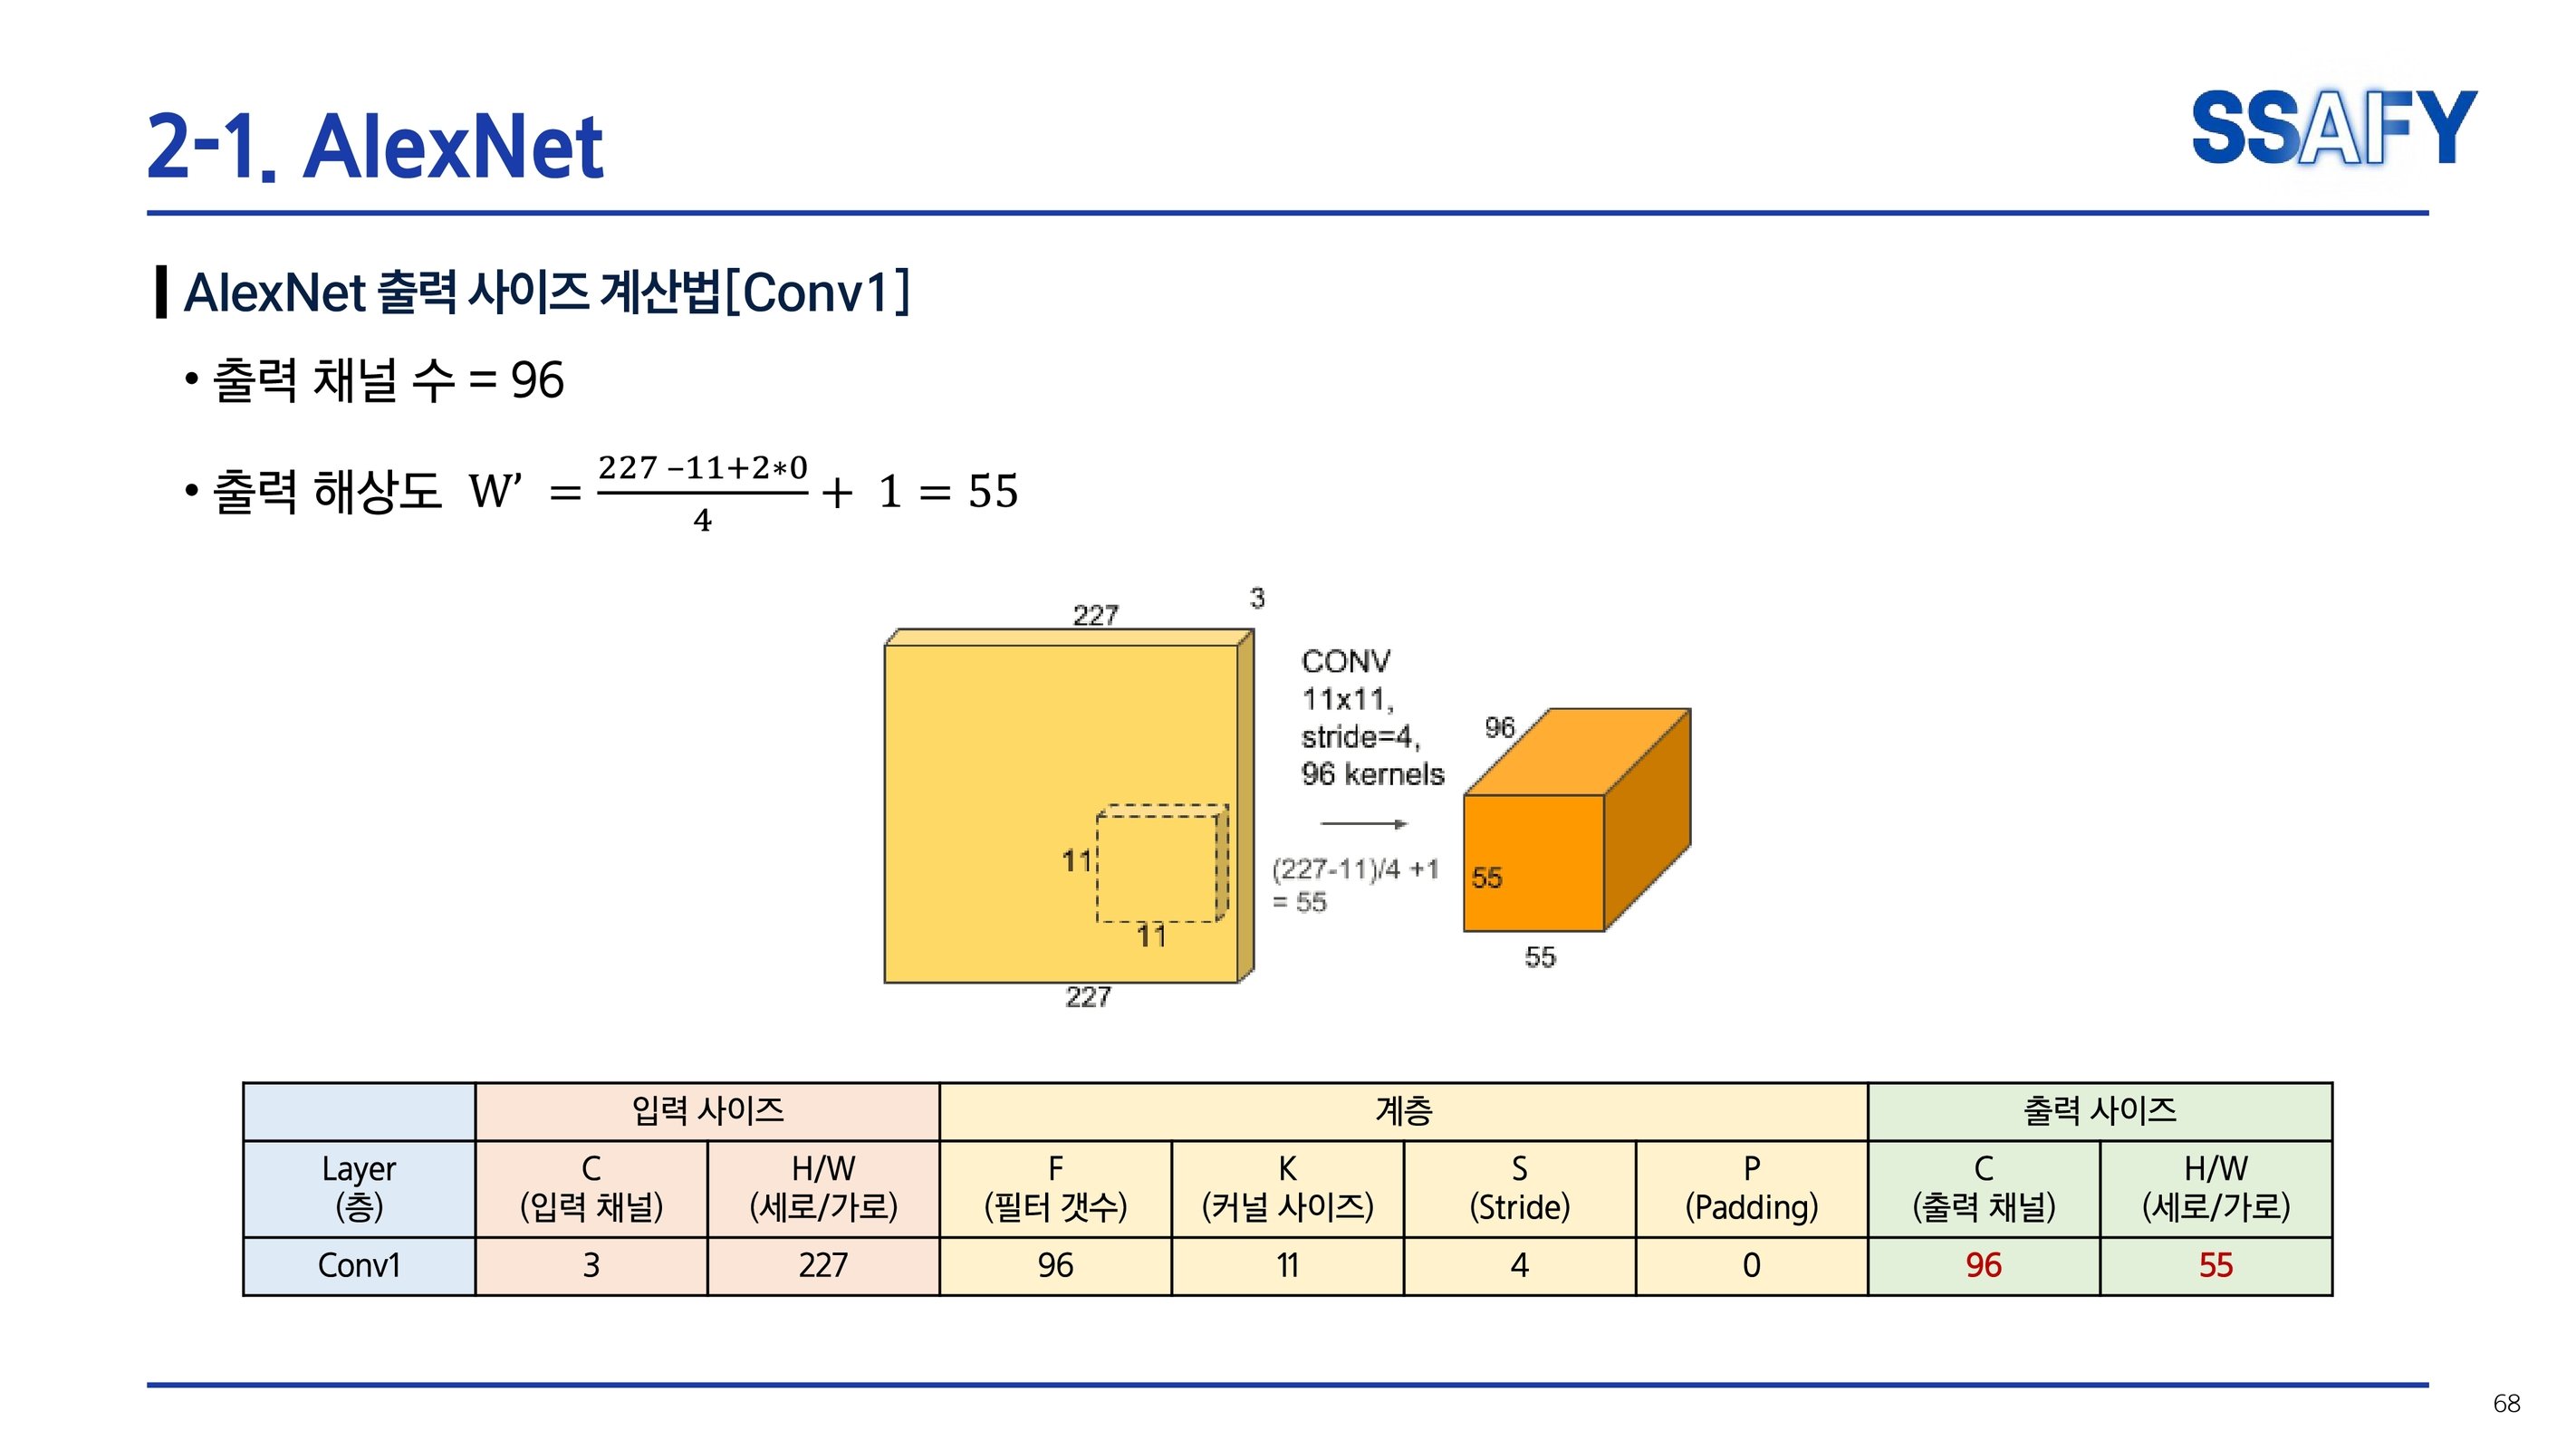 2-1. AlexNet
SSAFY
AlexNet 출력 사이즈 계산법[Conv1]
• 출력 채널 수 = 96
• 출력 해상도 W’ = \frac{227 –11+2*0}{4} + 1 = 55
227
3
CONV
11x11,
stride=4,
96 kernels
(227-11)/4 +1
= 55
11
11
227
96
55
55
입력 사이즈 계층 출력 사이즈
Layer
(층)
C
(입력 채널)
H/W
(세로/가로)
F
(필터 갯수)
K
(커널 사이즈)
S
(Stride)
P
(Padding)
C
(출력 채널)
H/W
(세로/가로)
Conv1 3 227 96 11 4 0 96 55
68